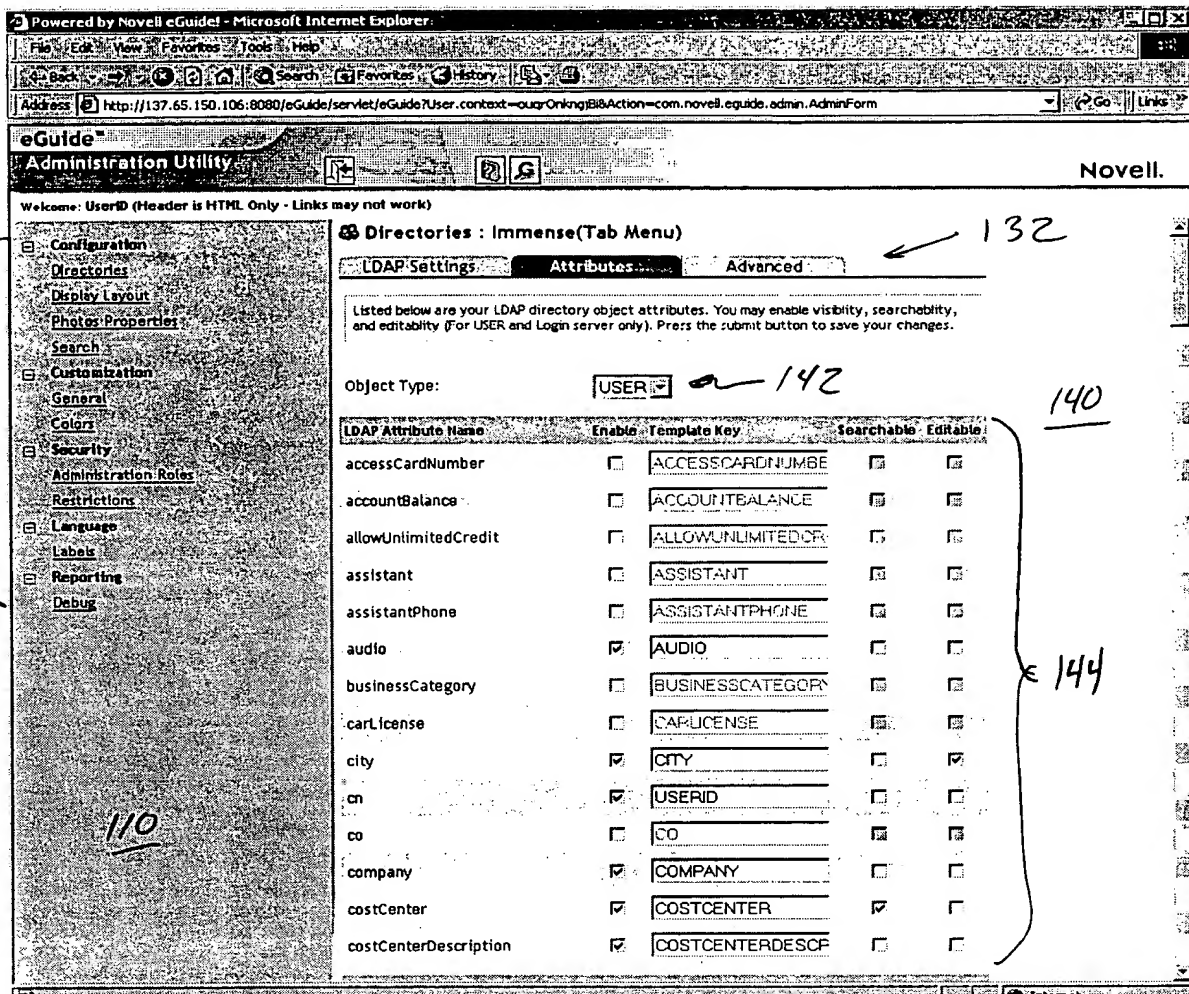 Powered by Novell eGuide! - Microsoft Internet Explorer
File Edit View Favorites Tools Help
Back Search Favorites History
Address http://137.65.150.106:8080/eGuide/servlet/eGuide?User.context=ouqrOnkngjBl&Action=com.novell.eguide.admin.AdminForm Go Links
eGuide™
Administration Utility
Novell.
Welcome: UserID (Header is HTML Only - Links may not work)
Configuration
Directories
Display Layout
Photos Properties
Search
Customization
General
Colors
Security
Administration Roles
Restrictions
Language
Labels
Reporting
Debug
110
Directories : Immense(Tab Menu)
132
LDAP Settings Attributes Advanced
Listed below are your LDAP directory object attributes. You may enable visiblity, searchablity,
and editablity (For USER and Login server only). Press the submit button to save your changes.
Object Type: USER 142
140
LDAP Attribute Name Enable Template Key Searchable Editable
accessCardNumber ACCESSCARDNUMBE
accountBalance ACCOUNTBALANCE
allowUnlimitedCredit ALLOWUNLIMITEDCR
assistant ASSISTANT
assistantPhone ASSISTANTPHONE
audio AUDIO
144
businessCategory BUSINESSCATEGORY
carLicense CARLICENSE
city CITY
cn USERID
co CO
company COMPANY
costCenter COSTCENTER
costCenterDescription COSTCENTERDESCR